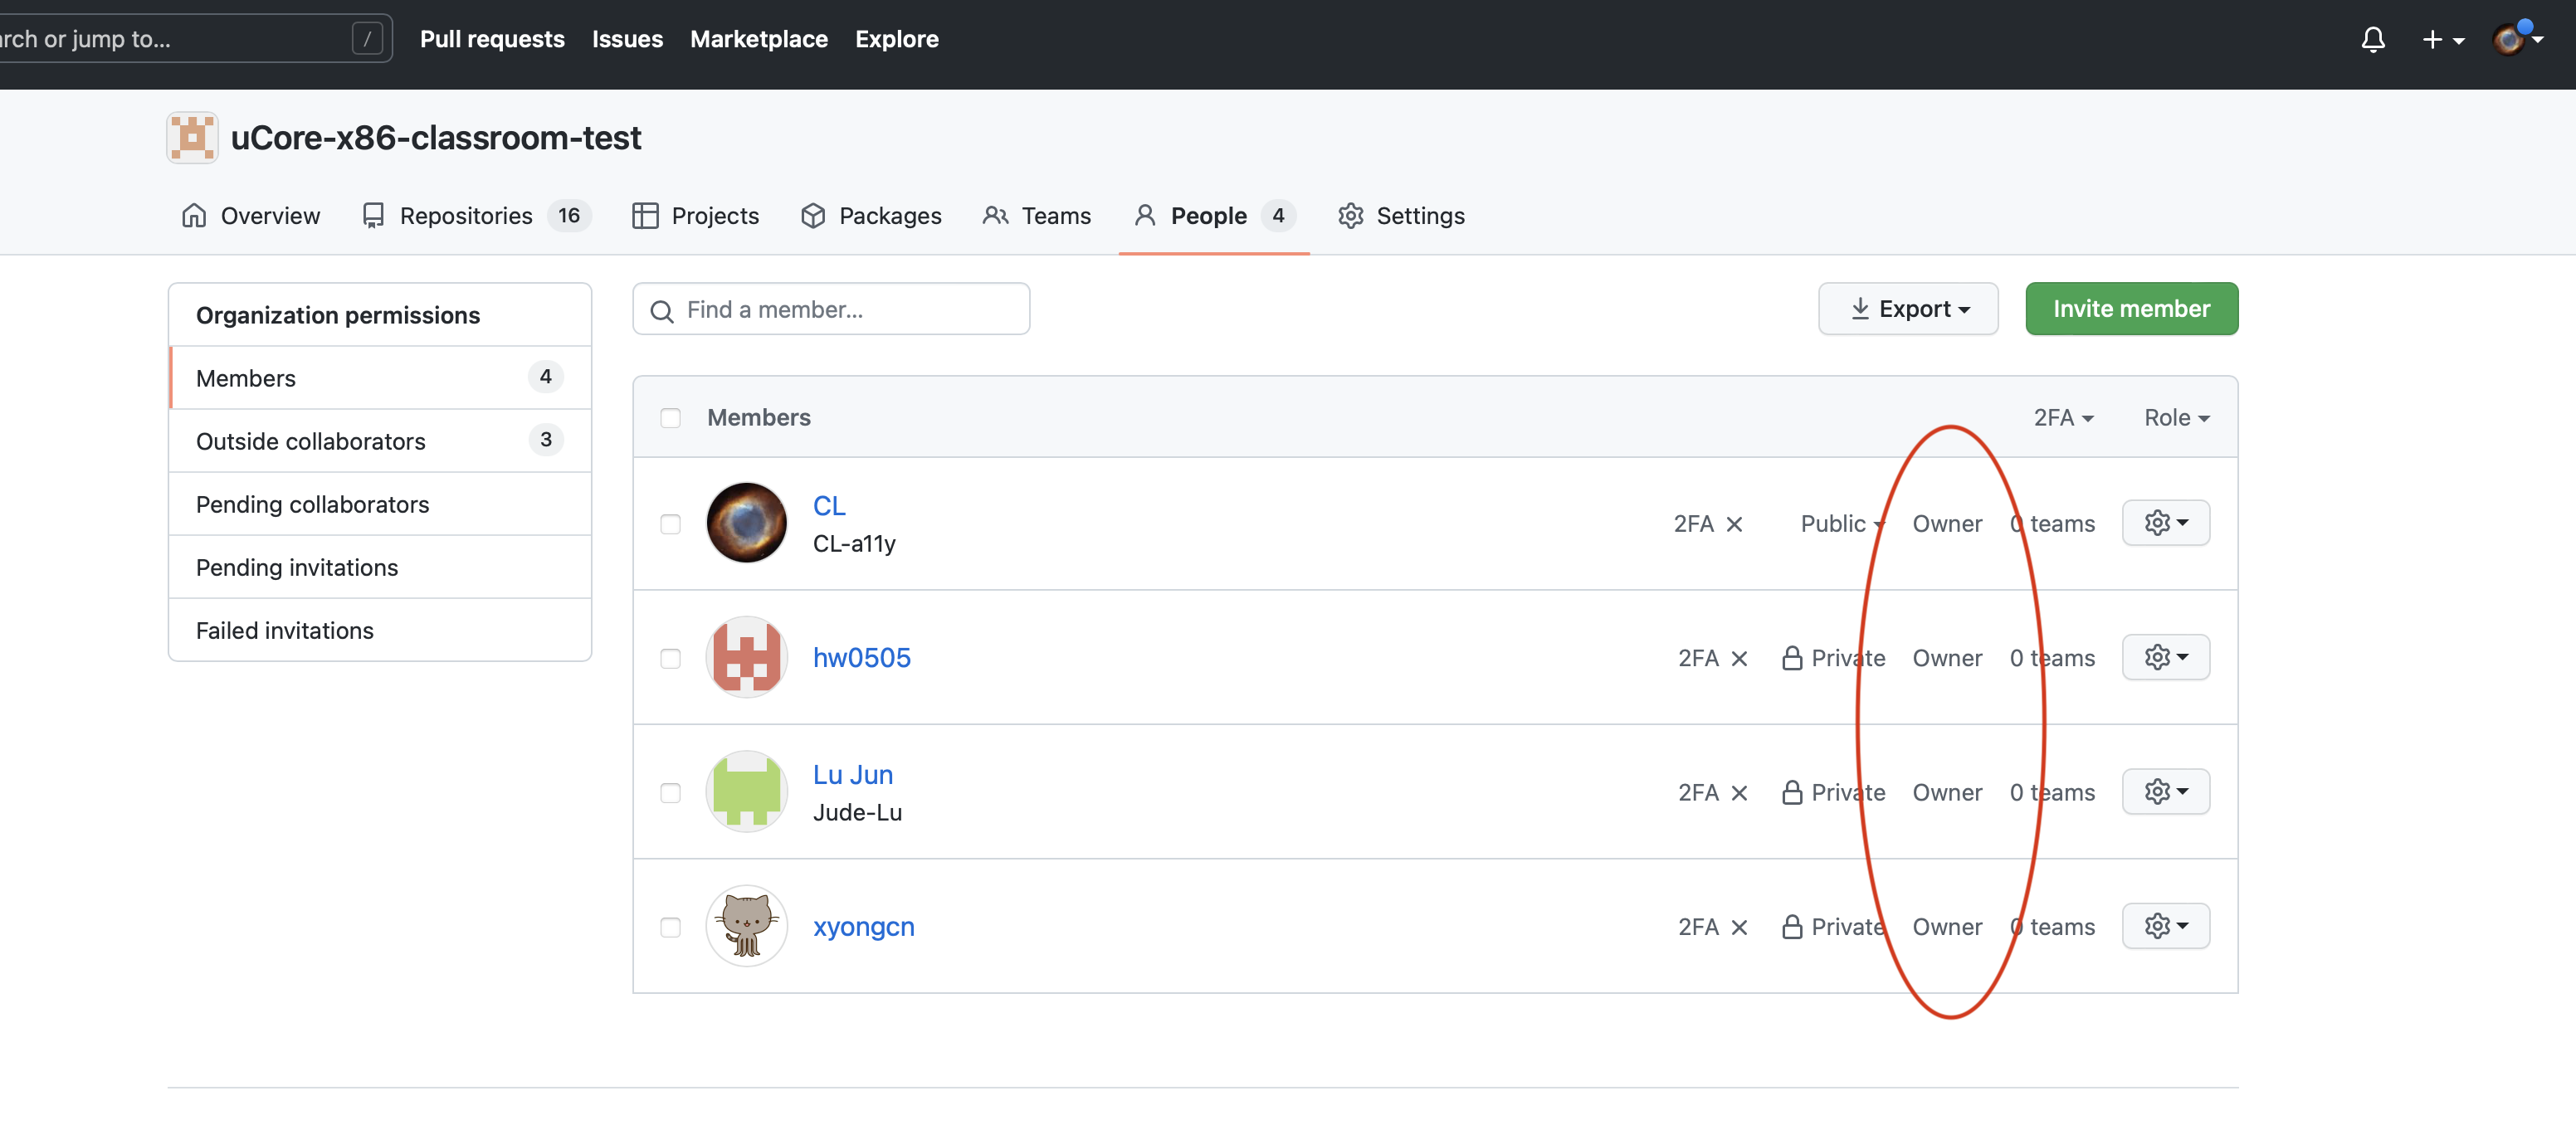 rch or jump to... / Pull requests Issues Marketplace Explore
uCore-x86-classroom-test
Overview Repositories 16 Projects Packages Teams People 4 Settings
Organization permissions
Members 4
Outside collaborators 3
Pending collaborators
Pending invitations
Failed invitations
Find a member... Export Invite member
Members 2FA Role
CL
CL-a11y
2FA Public Owner 0 teams
hw0505 2FA Private Owner 0 teams
Lu Jun
Jude-Lu
2FA Private Owner 0 teams
xyongcn 2FA Private Owner 0 teams